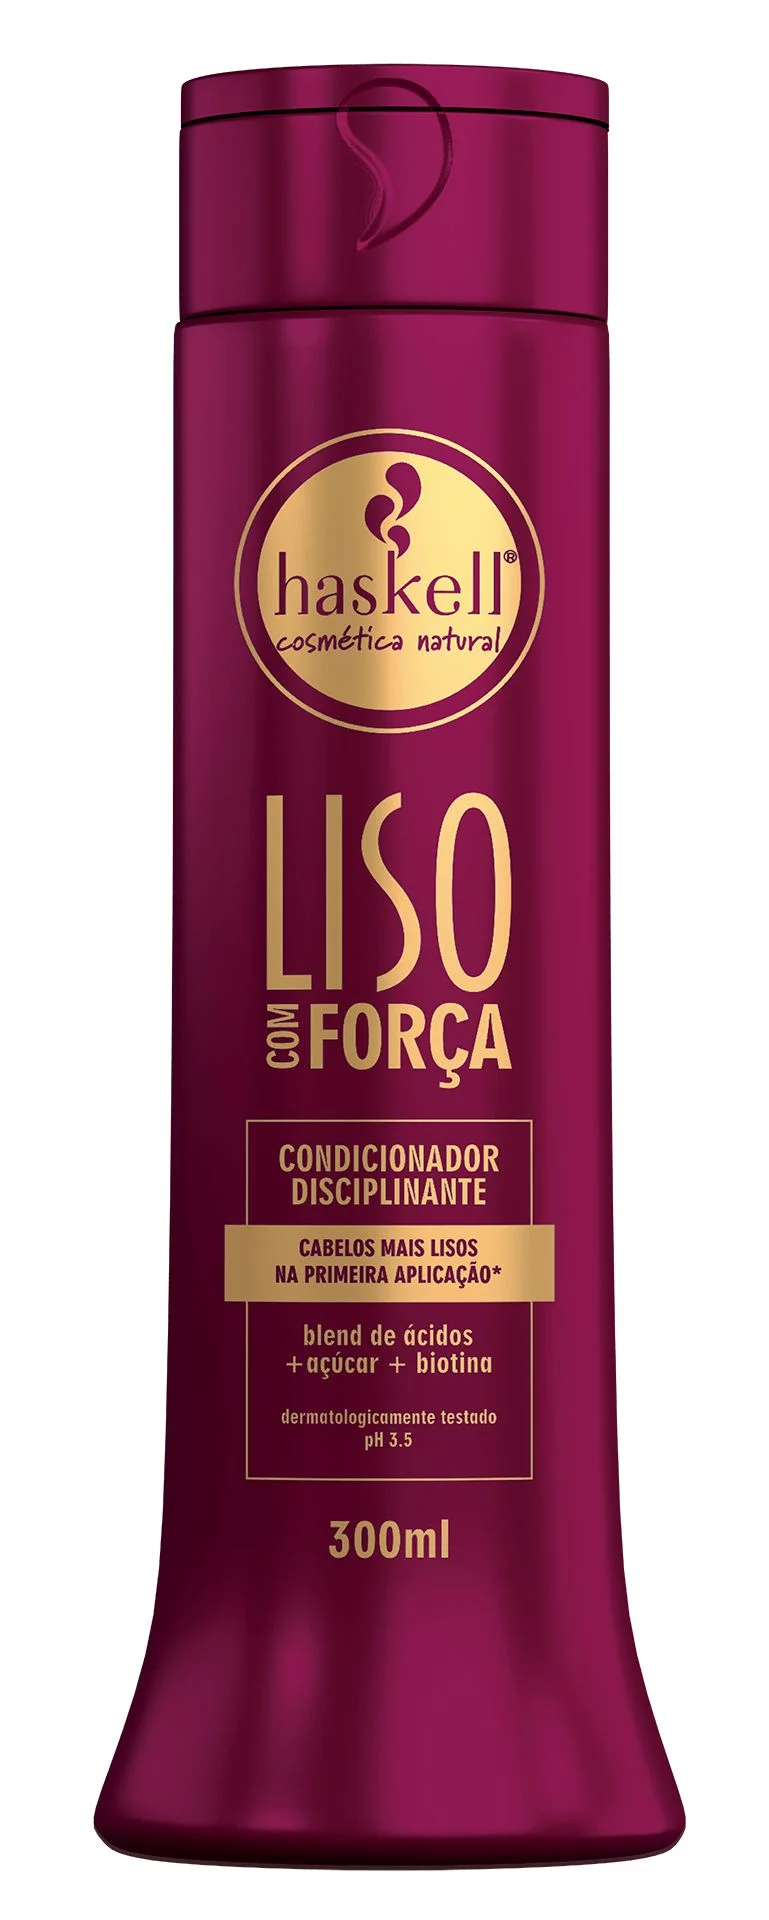 haskell®
cosmética natural
LISO
COM FORÇA
CONDICIONADOR
DISCIPLINANTE
CABELOS MAIS LISOS
NA PRIMEIRA APLICAÇÃO*
blend de ácidos
+açúcar + biotina
dermatologicamente testado
pH 3.5
300ml